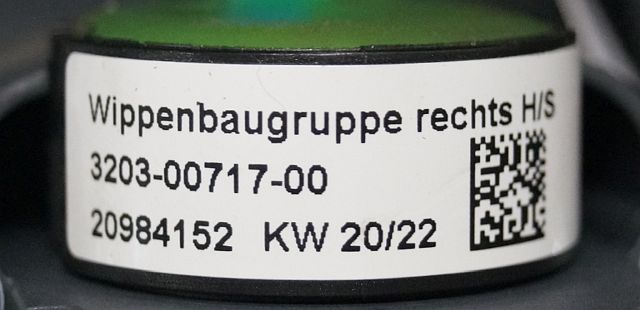 Wippenbaugruppe rechts H/S
3203-00717-00
20984152 KW 20/22